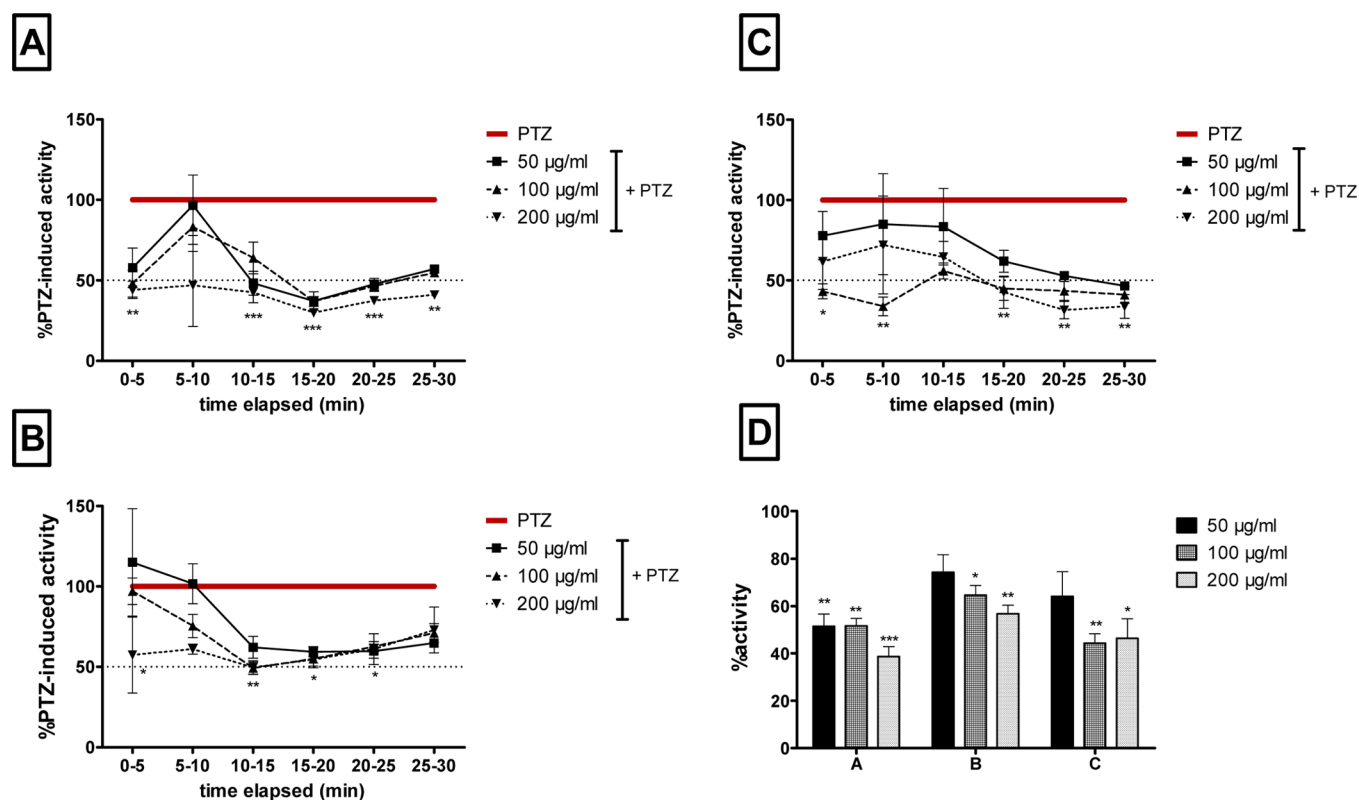 A
150
100
50
0
%PTZ-induced activity
**
***
***
***
**
0-5 5-10 10-15 15-20 20-25 25-30
time elapsed (min)
PTZ
50 µg/ml
100 µg/ml
200 µg/ml
+ PTZ
B
150
100
50
0
%PTZ-induced activity
*
**
*
*
0-5 5-10 10-15 15-20 20-25 25-30
time elapsed (min)
PTZ
50 µg/ml
100 µg/ml
200 µg/ml
+ PTZ
C
150
100
50
0
%PTZ-induced activity
*
**
**
**
**
0-5 5-10 10-15 15-20 20-25 25-30
time elapsed (min)
PTZ
50 µg/ml
100 µg/ml
200 µg/ml
+ PTZ
D
100
80
60
40
20
0
%activity
** ** ***
* **
** *
A B C
50 µg/ml
100 µg/ml
200 µg/ml